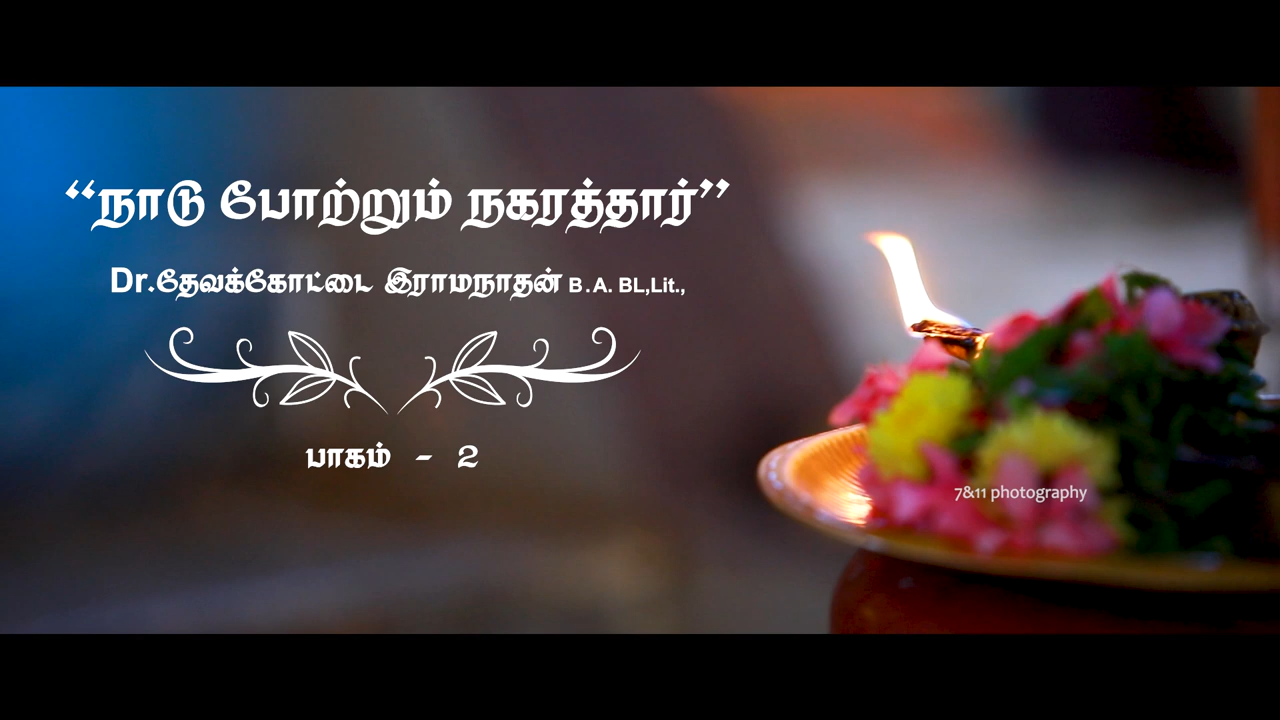 “நாடு போற்றும் நகரத்தார்”
Dr.தேவக்கோட்டை இராமநாதன் B.A. BL,Lit.,
பாகம் - 2
7&11 photography